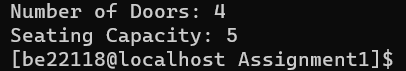 Number of Doors: 4
Seating Capacity: 5
[be22118@localhost Assignment1]$